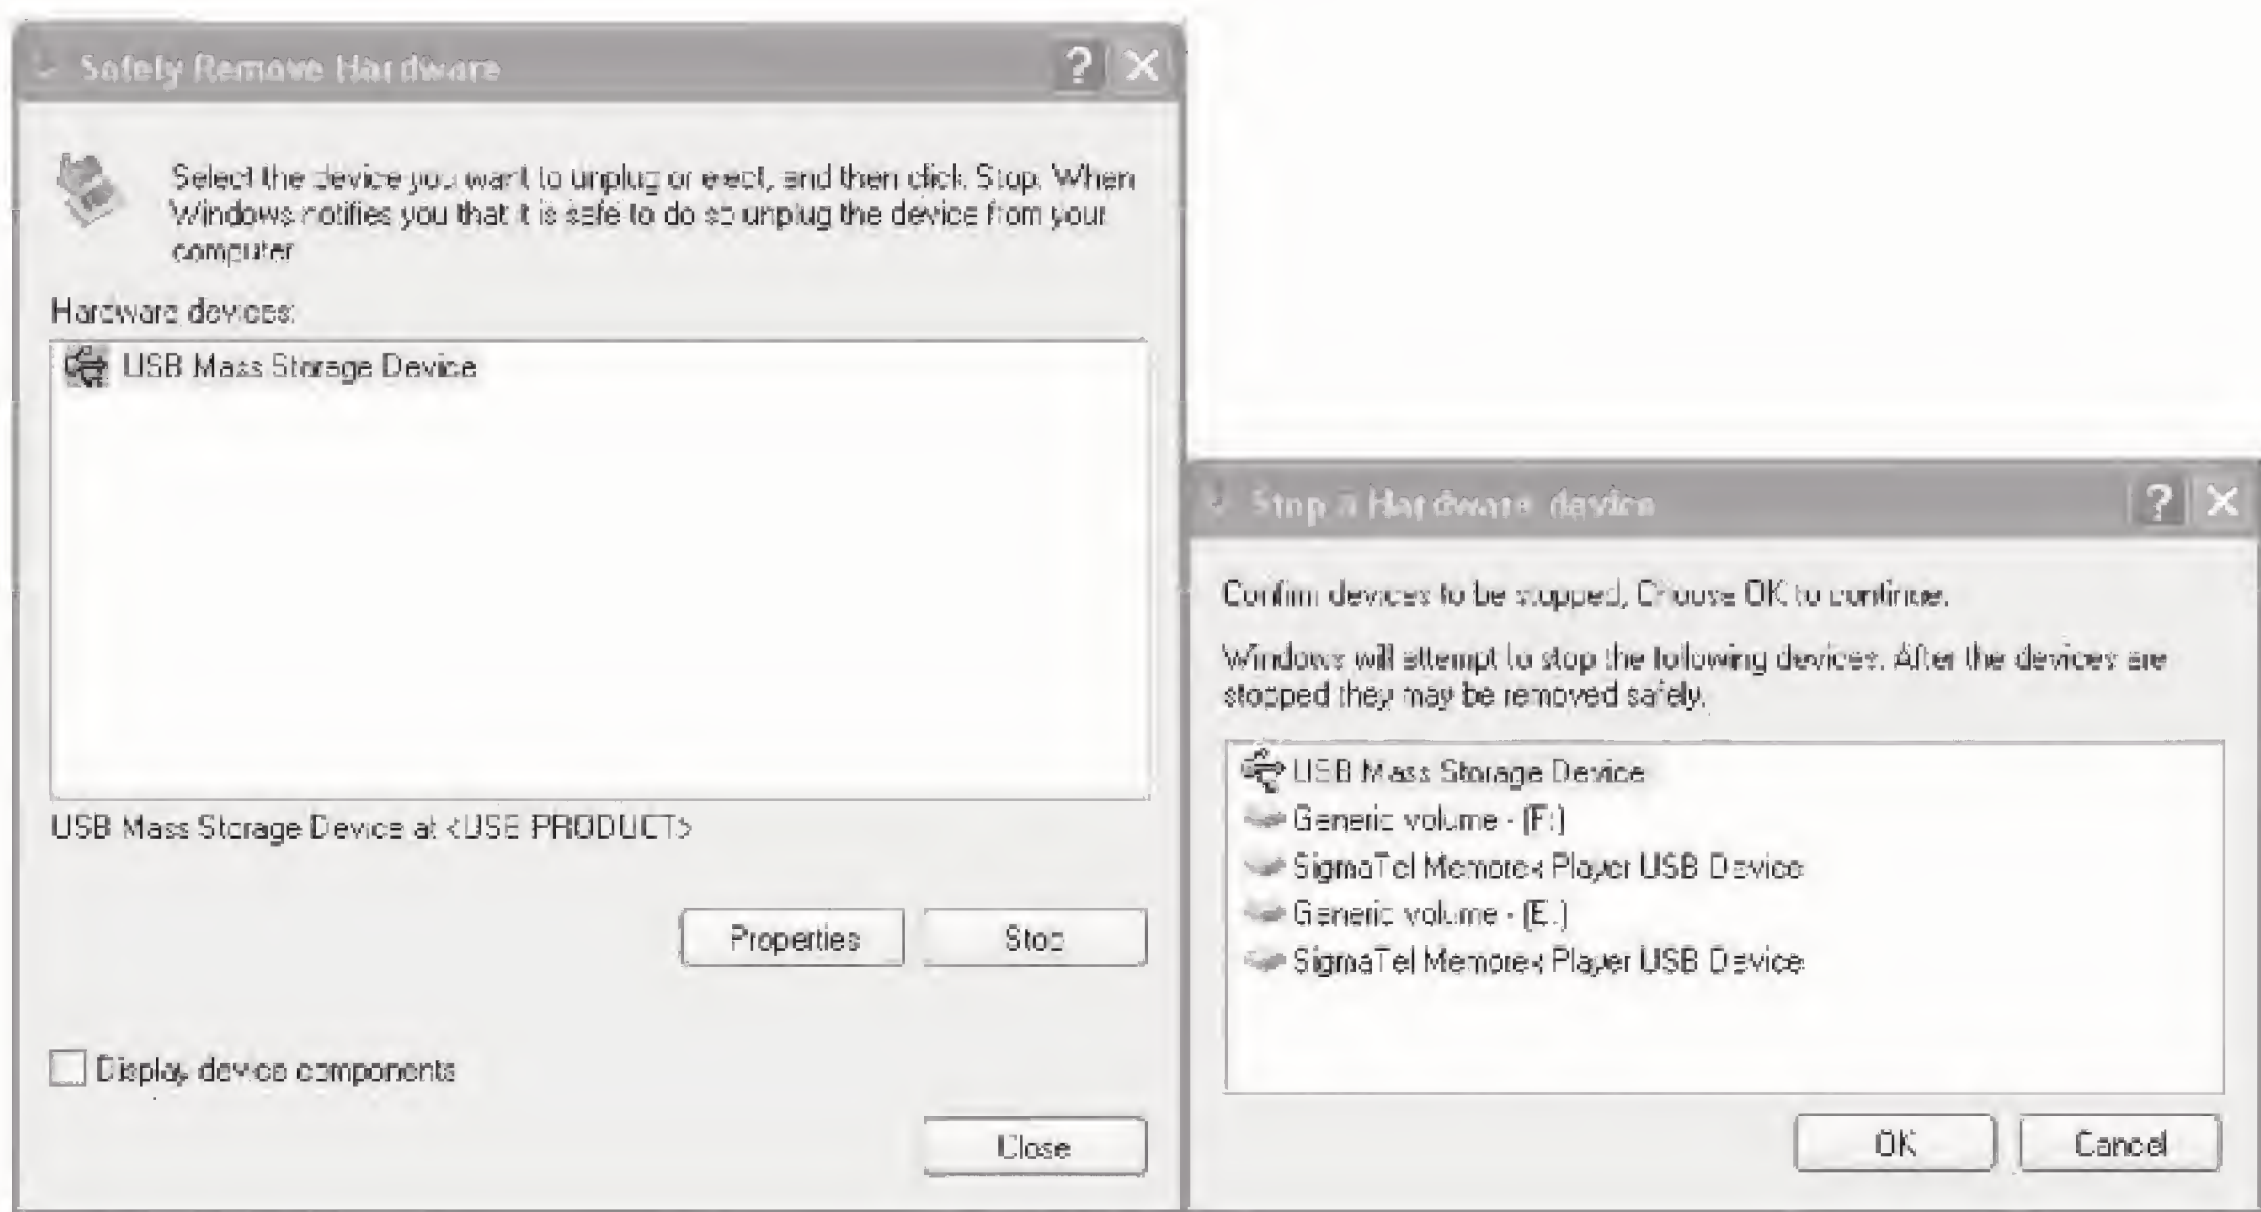 Safely Remove Hardware
Select the device you want to unplug or eject, and then click Stop. When
Windows notifies you that it is safe to do so unplug the device from your
computer
Hardware devices:
USB Mass Storage Device
USB Mass Storage Device at <USB PRODUCT>
Properties
Stop
Display device components
Close
Stop a Hardware device
Confirm devices to be stopped, Choose OK to continue.
Windows will attempt to stop the following devices. After the devices are
stopped they may be removed safely.
USB Mass Storage Device
Generic volume - (F:)
SigmaTel Memorex Player USB Device
Generic volume - (E:)
SigmaTel Memorex Player USB Device
OK
Cancel